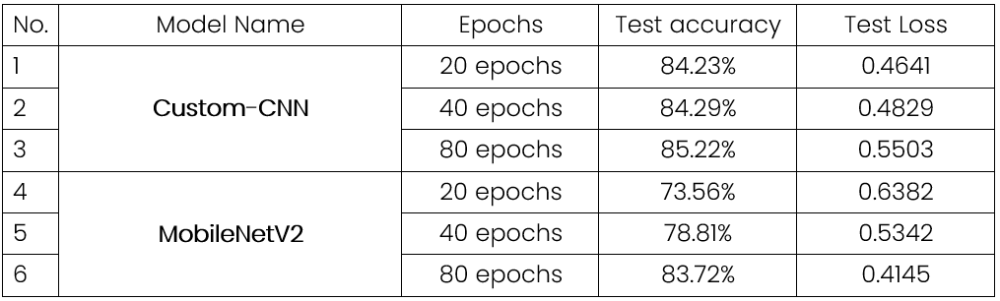 No. Model Name Epochs Test accuracy Test Loss
1 Custom-CNN 20 epochs 84.23% 0.4641
2 40 epochs 84.29% 0.4829
3 80 epochs 85.22% 0.5503
4 MobileNetV2 20 epochs 73.56% 0.6382
5 40 epochs 78.81% 0.5342
6 80 epochs 83.72% 0.4145